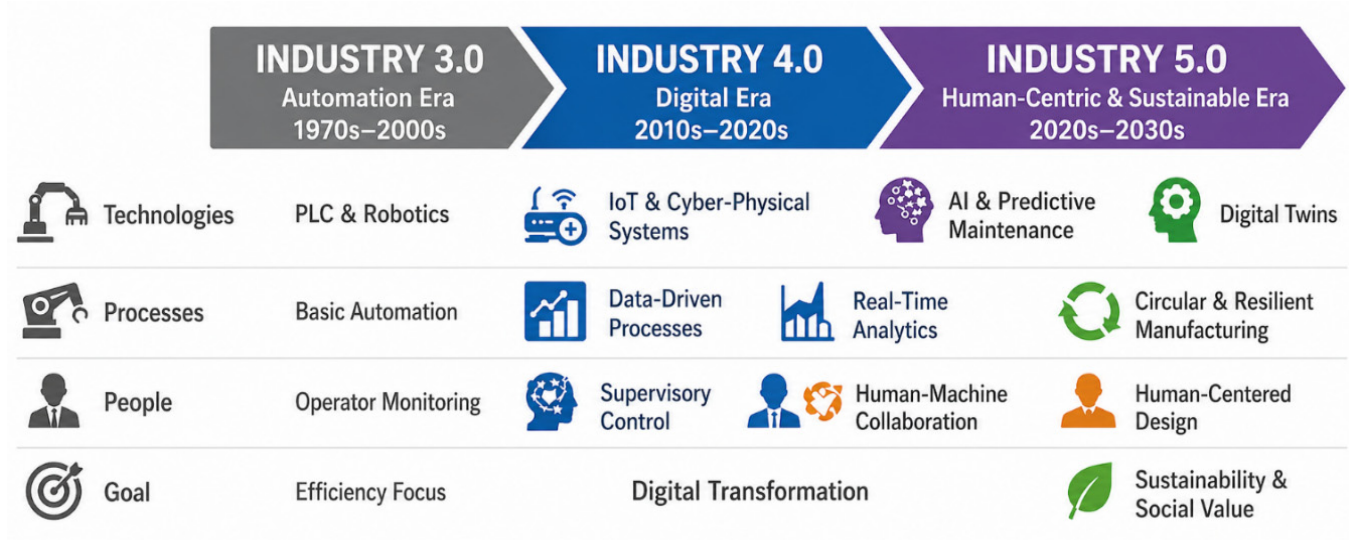 INDUSTRY 3.0
Automation Era
1970s–2000s
INDUSTRY 4.0
Digital Era
2010s–2020s
INDUSTRY 5.0
Human-Centric & Sustainable Era
2020s–2030s
Technologies
PLC & Robotics
IoT & Cyber-Physical
Systems
AI & Predictive
Maintenance
Digital Twins
Processes
Basic Automation
Data-Driven
Processes
Real-Time
Analytics
Circular & Resilient
Manufacturing
People
Operator Monitoring
Supervisory
Control
Human-Machine
Collaboration
Human-Centered
Design
Goal
Efficiency Focus
Digital Transformation
Sustainability &
Social Value